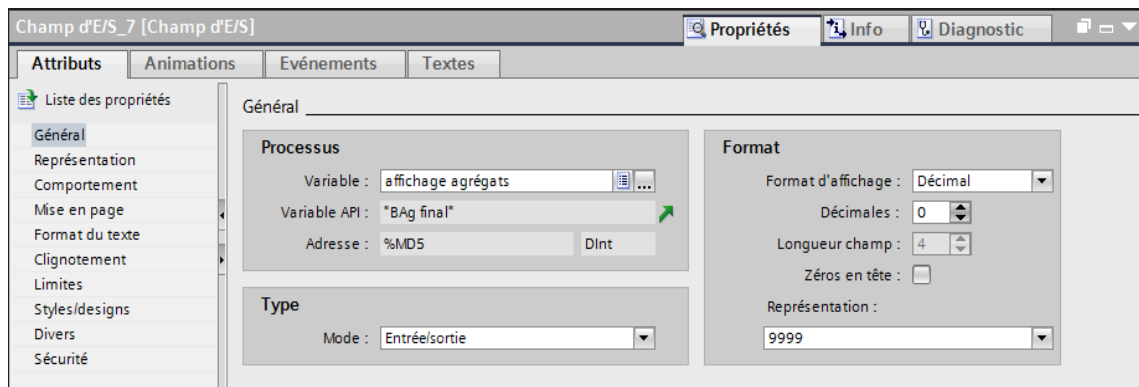 Champ d'E/S_7 [Champ d'E/S]
Propriétés
Info
Diagnostic
Attributs
Animations
Evénements
Textes
Liste des propriétés
Général
Représentation
Comportement
Mise en page
Format du texte
Clignotement
Limites
Styles/designs
Divers
Sécurité
Général
Processus
Variable : affichage agrégats ...
Variable API : "BAg final"
Adresse : %MD5 DInt
Type
Mode : Entrée/sortie
Format
Format d'affichage : Décimal
Décimales : 0
Longueur champ : 4
Zéros en tête :
Représentation :
9999